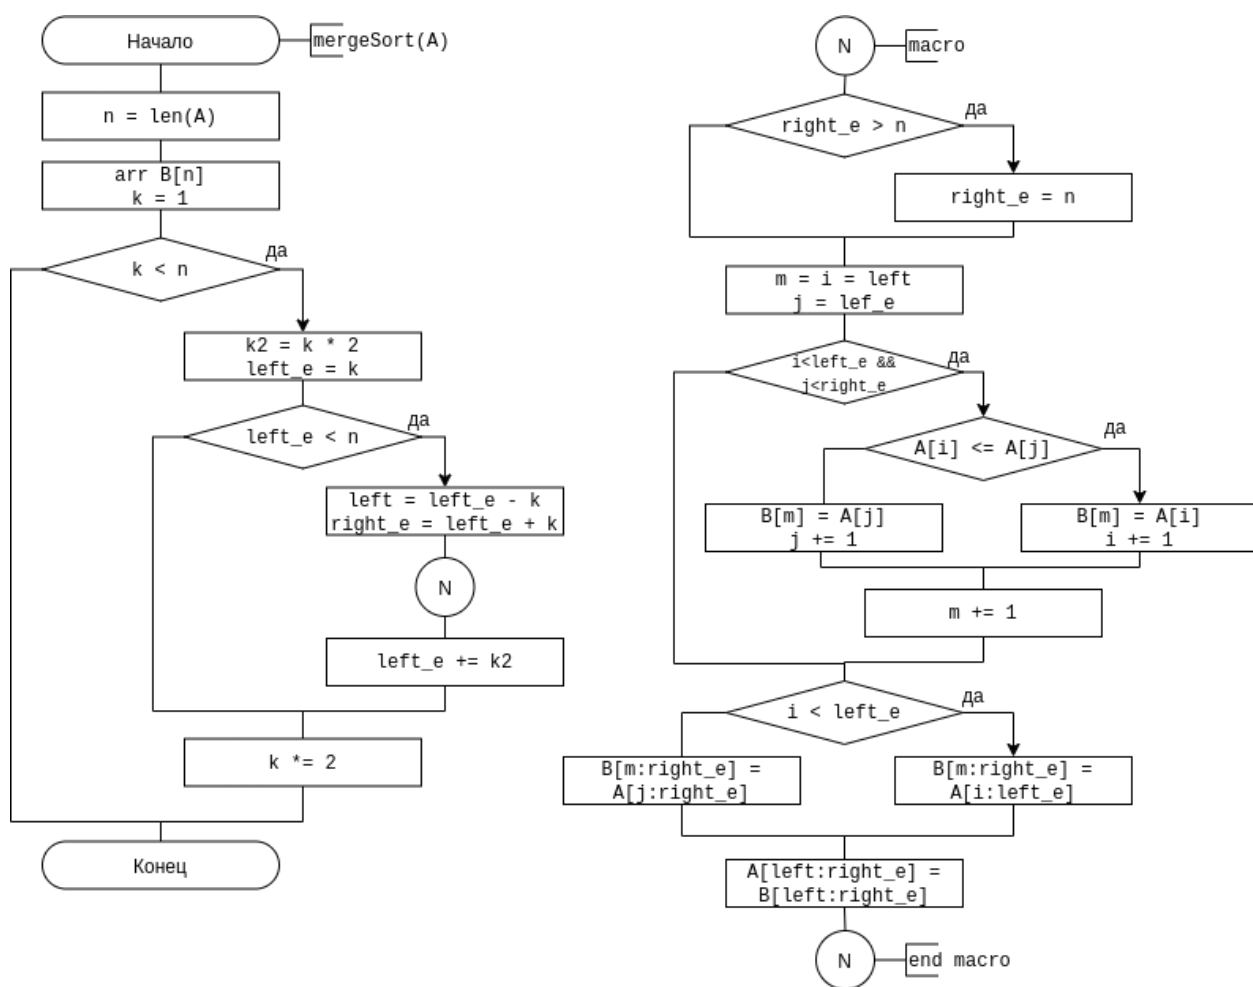 Начало
mergeSort(A)
n = len(A)
arr B[n]
k = 1
k < n
да
k2 = k * 2
left_e = k
left_e < n
да
left = left_e - k
right_e = left_e + k
N
left_e += k2
k *= 2
Конец
N
macro
right_e > n
да
right_e = n
m = i = left
j = lef_e
i<left_e &&
j<right_e
да
A[i] <= A[j]
да
B[m] = A[j]
j += 1
B[m] = A[i]
i += 1
m += 1
i < left_e
да
B[m:right_e] =
A[j:right_e]
B[m:right_e] =
A[i:left_e]
A[left:right_e] =
B[left:right_e]
N
end macro